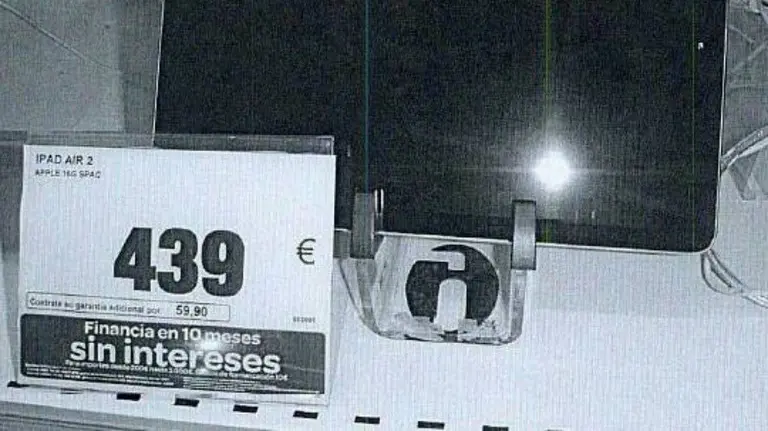 IPAD AIR 2
APPLE 16G SPAC
439 €
Contrate su garantía adicional por: 59,90
Financia en 10 meses
sin intereses